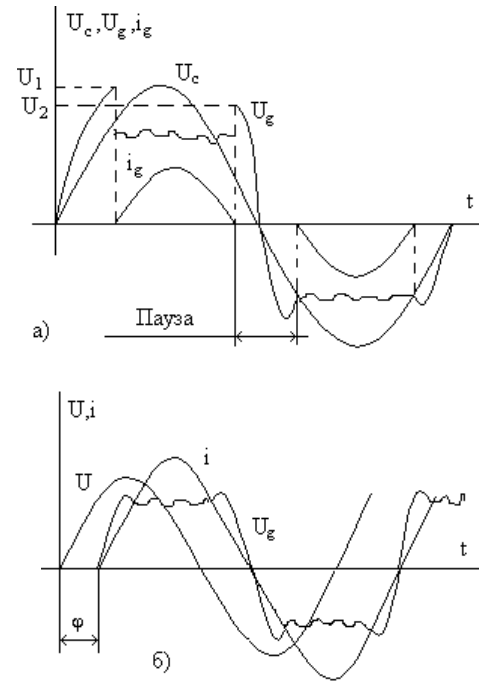 U_c, U_g, i_g
U_1
U_c
U_2
U_g
i_g
t
Пауза
а)
U,i
U
i
U_g
t
φ
б)